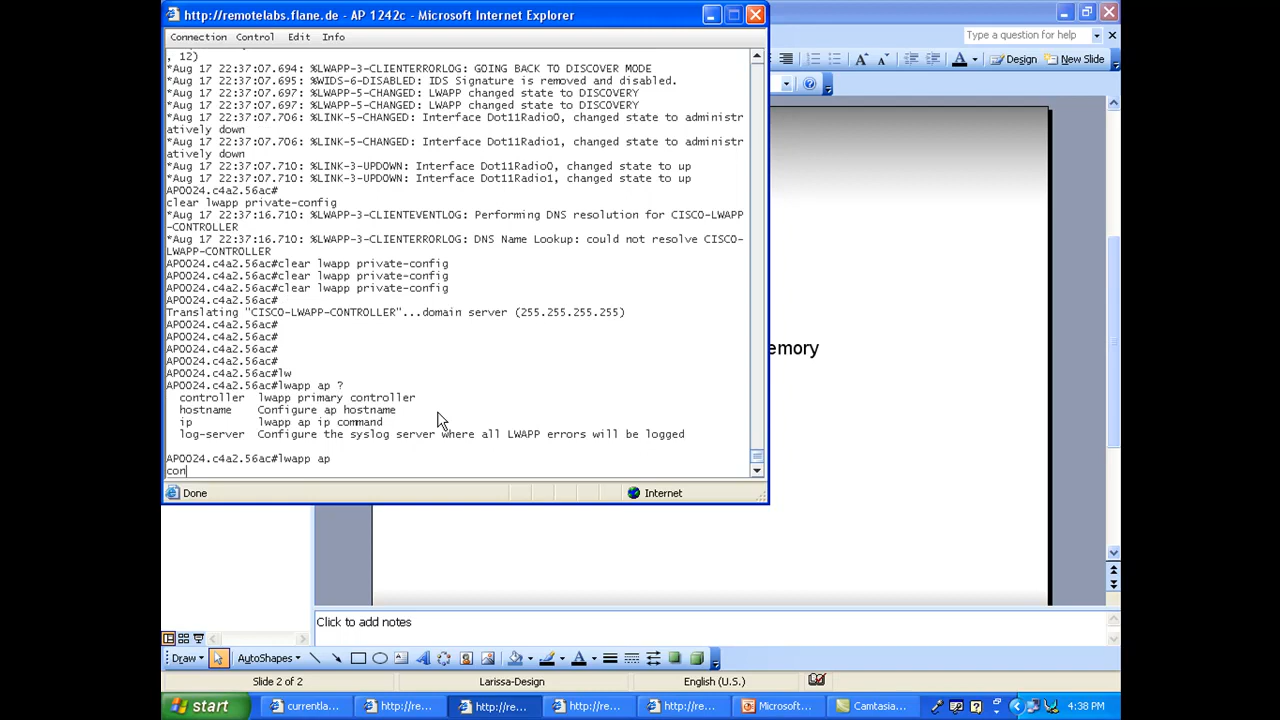 http://remotelabs.flane.de - AP 1242c - Microsoft Internet Explorer
Connection Control Edit Info
, 12)
*Aug 17 22:37:07.694: %LWAPP-3-CLIENTERRORLOG: GOING BACK TO DISCOVER MODE
*Aug 17 22:37:07.695: %WIDS-6-DISABLED: IDS Signature is removed and disabled.
*Aug 17 22:37:07.697: %LWAPP-5-CHANGED: LWAPP changed state to DISCOVERY
*Aug 17 22:37:07.697: %LWAPP-5-CHANGED: LWAPP changed state to DISCOVERY
*Aug 17 22:37:07.706: %LINK-5-CHANGED: Interface Dot11Radio0, changed state to administr
atively down
*Aug 17 22:37:07.706: %LINK-5-CHANGED: Interface Dot11Radio1, changed state to administr
atively down
*Aug 17 22:37:07.710: %LINK-3-UPDOWN: Interface Dot11Radio0, changed state to up
*Aug 17 22:37:07.710: %LINK-3-UPDOWN: Interface Dot11Radio1, changed state to up
AP0024.c4a2.56ac#
clear lwapp private-config
*Aug 17 22:37:16.710: %LWAPP-3-CLIENTEVENTLOG: Performing DNS resolution for CISCO-LWAPP
-CONTROLLER
*Aug 17 22:37:16.710: %LWAPP-3-CLIENTERRORLOG: DNS Name Lookup: could not resolve CISCO-
LWAPP-CONTROLLER
AP0024.c4a2.56ac#clear lwapp private-config
AP0024.c4a2.56ac#clear lwapp private-config
AP0024.c4a2.56ac#clear lwapp private-config
AP0024.c4a2.56ac#
Translating "CISCO-LWAPP-CONTROLLER"...domain server (255.255.255.255)
AP0024.c4a2.56ac#
AP0024.c4a2.56ac#
AP0024.c4a2.56ac#
AP0024.c4a2.56ac#
AP0024.c4a2.56ac#lw
AP0024.c4a2.56ac#lwapp ap ?
controller lwapp primary controller
hostname Configure ap hostname
ip lwapp ap ip command
log-server Configure the syslog server where all LWAPP errors will be logged
AP0024.c4a2.56ac#lwapp ap
con
Done
Internet
Type a question for help
Design New Slide
emory
Click to add notes
Draw AutoShapes
Slide 2 of 2 Larissa-Design English (U.S.)
start currentla... http://re... http://re... http://re... http://re... Microsoft... Camtasia... 4:38 PM